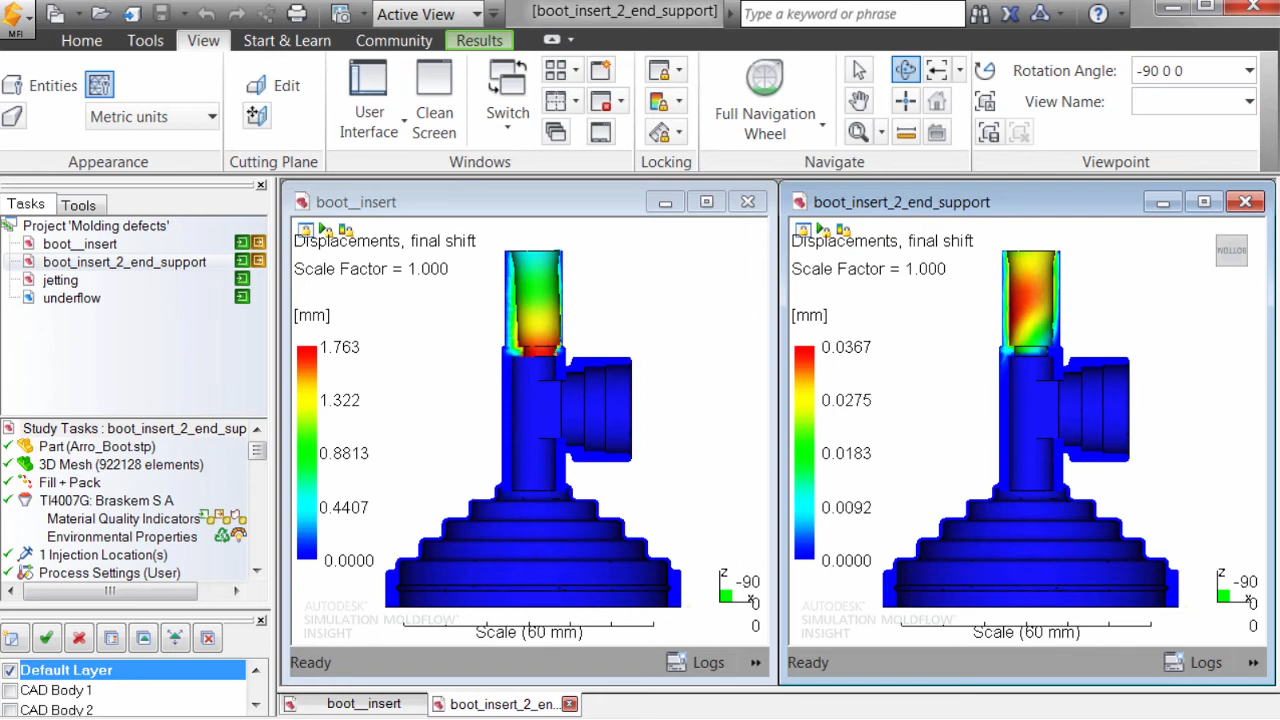 MFI
Active View
[boot_insert_2_end_support]
Type a keyword or phrase
Home
Tools
View
Start & Learn
Community
Results
Entities
Metric units
Appearance
Edit
Cutting Plane
User Interface
Clean Screen
Switch
Windows
Locking
Full Navigation Wheel
Navigate
Rotation Angle:
-90 0 0
View Name:
Viewpoint
Tasks
Tools
Project 'Molding defects'
boot__insert
boot_insert_2_end_support
jetting
underflow
Study Tasks : boot_insert_2_end_sup
Part (Arro_Boot.stp)
3D Mesh (922128 elements)
Fill + Pack
TI4007G: Braskem S A
Material Quality Indicators
Environmental Properties
1 Injection Location(s)
Process Settings (User)
Default Layer
CAD Body 1
CAD Body 2
boot__insert
Displacements, final shift
Scale Factor = 1.000
[mm]
1.763
1.322
0.8813
0.4407
0.0000
AUTODESK
SIMULATION MOLDFLOW
INSIGHT
Scale (60 mm)
Z
X
-90
0
0
Ready
Logs
boot_insert_2_end_support
Displacements, final shift
Scale Factor = 1.000
BOTTOM
[mm]
0.0367
0.0275
0.0183
0.0092
0.0000
AUTODESK
SIMULATION MOLDFLOW
INSIGHT
Scale (60 mm)
Z
X
-90
0
0
Ready
Logs
boot__insert
boot_insert_2_en...